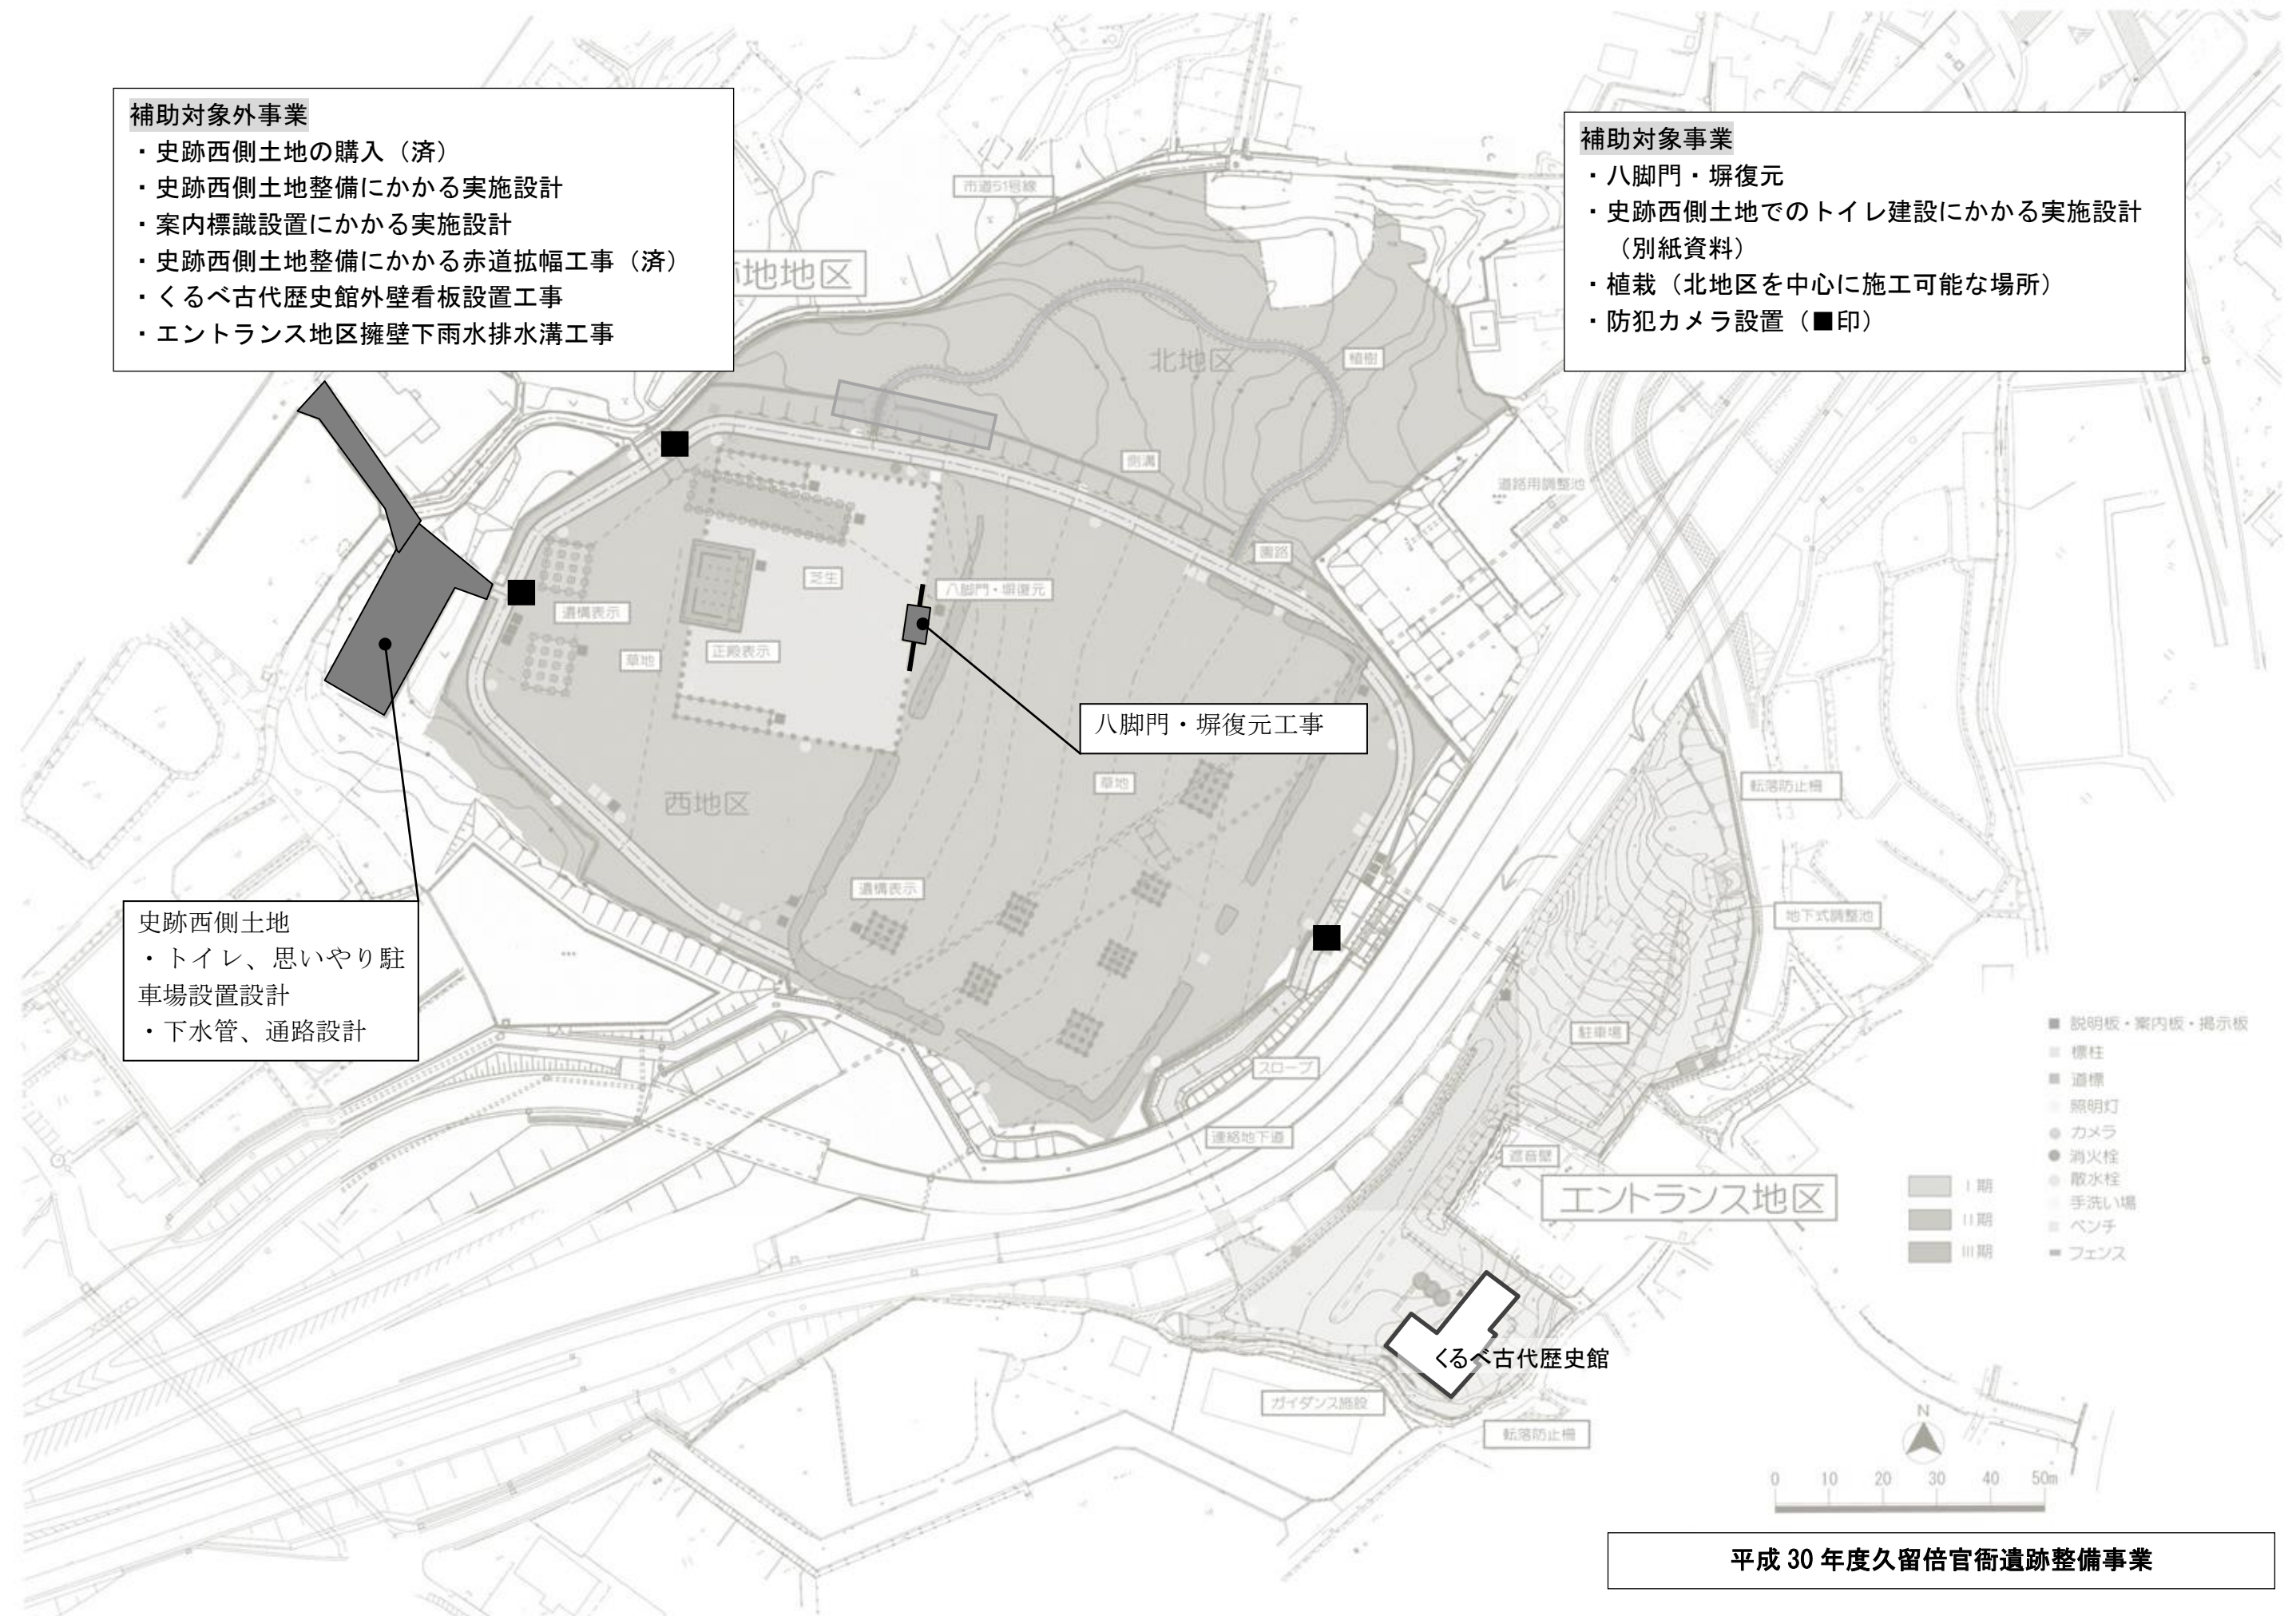 補助対象外事業
・史跡西側土地の購入（済）
・史跡西側土地整備にかかる実施設計
・案内標識設置にかかる実施設計
・史跡西側土地整備にかかる赤道拡幅工事（済）
・くるべ古代歴史館外壁看板設置工事
・エントランス地区擁壁下雨水排水溝工事
補助対象事業
・八脚門・塀復元
・史跡西側土地でのトイレ建設にかかる実施設計
（別紙資料）
・植栽（北地区を中心に施工可能な場所）
・防犯カメラ設置（■印）
市道51号線
地地区
北地区
植樹
側溝
道路用調整池
園路
芝生
八脚門・塀復元
遺構表示
草地
正殿表示
八脚門・塀復元工事
草地
西地区
転落防止柵
遺構表示
地下式調整池
史跡西側土地
・トイレ、思いやり駐
車場設置設計
・下水管、通路設計
駐車場
スロープ
連絡地下道
遮音壁
エントランス地区
説明板・案内板・掲示板
標柱
道標
照明灯
カメラ
消火栓
散水栓
手洗い場
ベンチ
フェンス
I期
II期
III期
くるべ古代歴史館
ガイダンス施設
転落防止柵
N
0 10 20 30 40 50m
平成30年度久留倍官衙遺跡整備事業